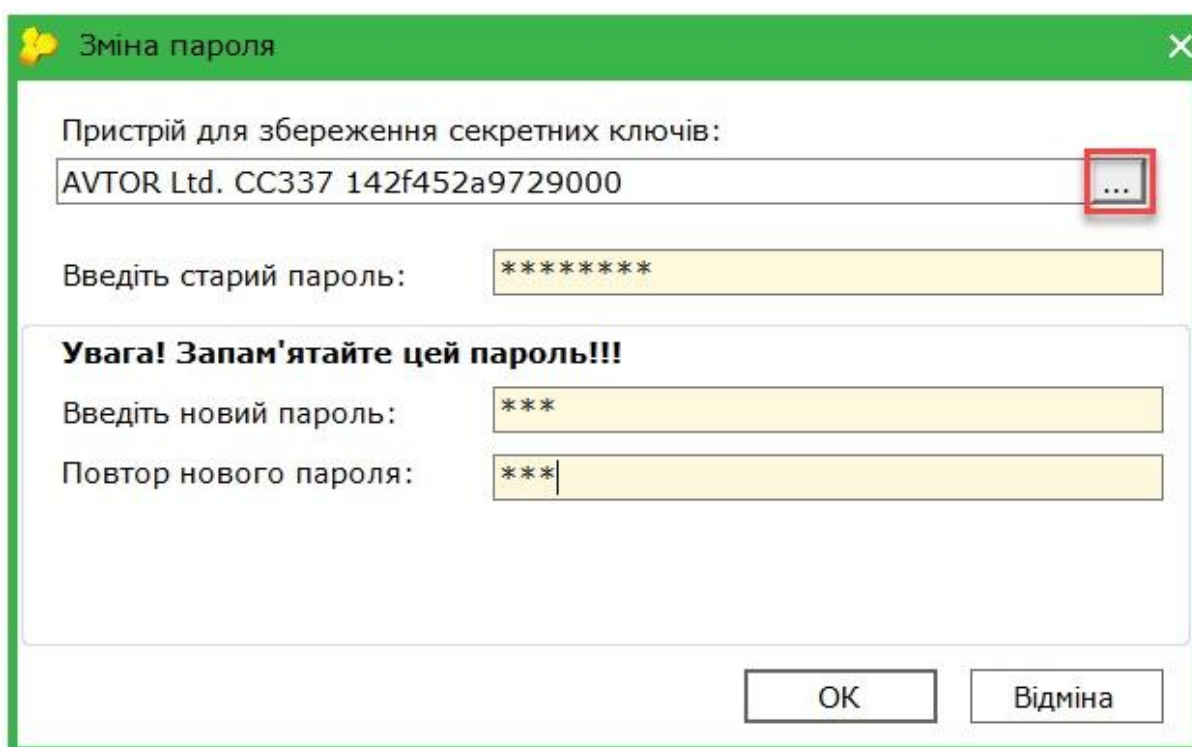 Зміна пароля
Пристрій для збереження секретних ключів:
AVTOR Ltd. CC337 142f452a9729000
...
Введіть старий пароль:
********
Увага! Запам'ятайте цей пароль!!!
Введіть новий пароль:
***
Повтор нового пароля:
***
OK
Відміна